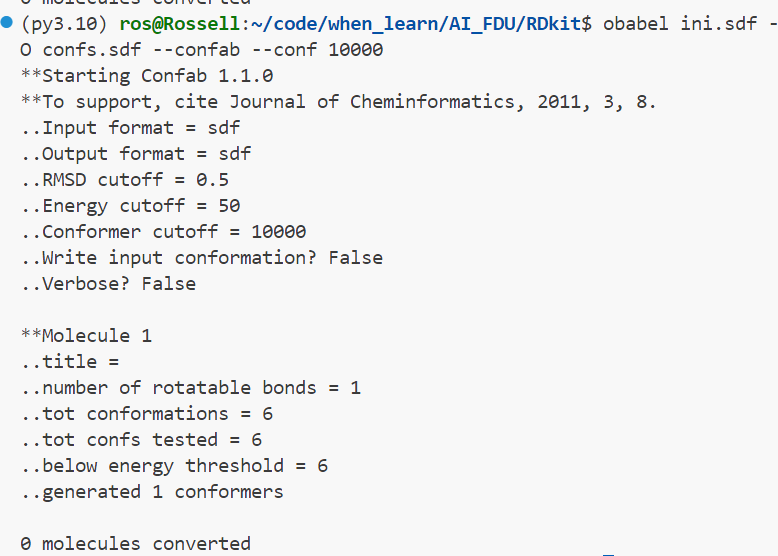 0 molecules converted
(py3.10) ros@Rossell:~/code/when_learn/AI_FDU/RDkit$ obabel ini.sdf -
O confs.sdf --confab --conf 10000
**Starting Confab 1.1.0
**To support, cite Journal of Cheminformatics, 2011, 3, 8.
..Input format = sdf
..Output format = sdf
..RMSD cutoff = 0.5
..Energy cutoff = 50
..Conformer cutoff = 10000
..Write input conformation? False
..Verbose? False
**Molecule 1
..title =
..number of rotatable bonds = 1
..tot conformations = 6
..tot confs tested = 6
..below energy threshold = 6
..generated 1 conformers
0 molecules converted